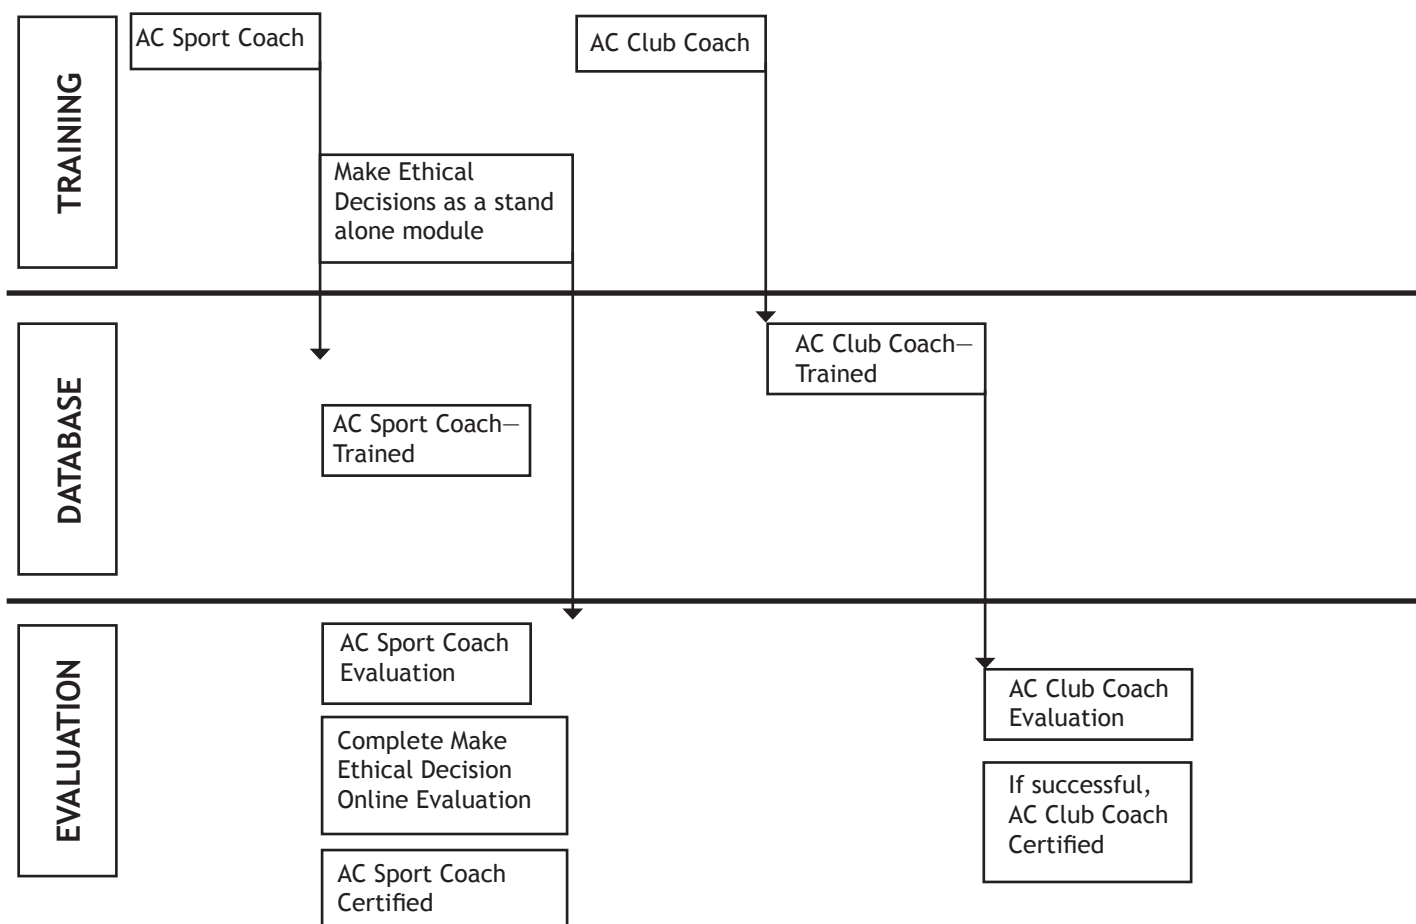 TRAINING
AC Sport Coach
AC Club Coach
Make Ethical
Decisions as a stand
alone module
DATABASE
AC Club Coach—
Trained
AC Sport Coach—
Trained
EVALUATION
AC Sport Coach
Evaluation
Complete Make
Ethical Decision
Online Evaluation
AC Sport Coach
Certified
AC Club Coach
Evaluation
If successful,
AC Club Coach
Certified